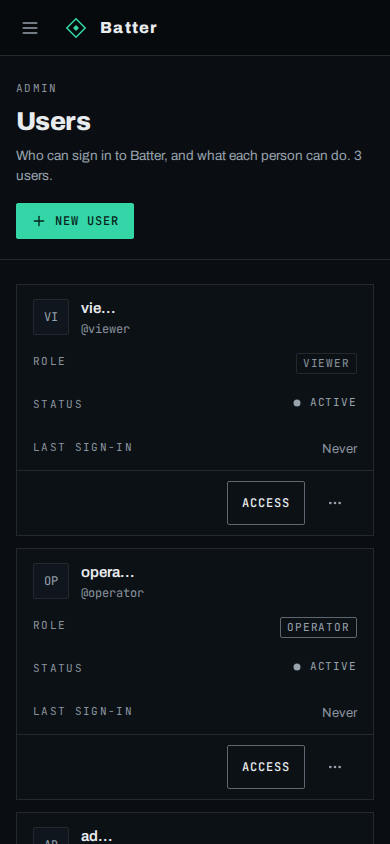 Batter
ADMIN
Users
Who can sign in to Batter, and what each person can do. 3
users.
+ NEW USER
VI
vie...
@viewer
ROLE
VIEWER
STATUS
ACTIVE
LAST SIGN-IN
Never
ACCESS
...
OP
opera...
@operator
ROLE
OPERATOR
STATUS
ACTIVE
LAST SIGN-IN
Never
ACCESS
...
AD
ad...